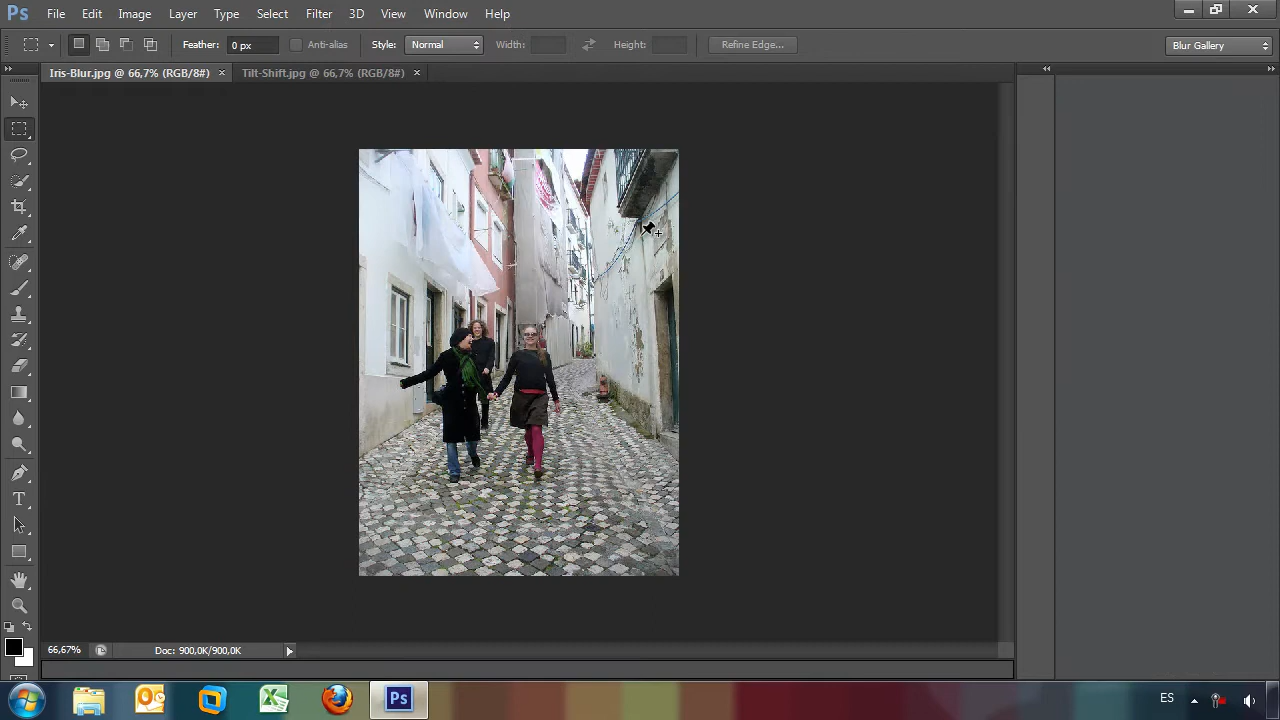 Ps File Edit Image Layer Type Select Filter 3D View Window Help
Feather: 0 px Anti-alias Style: Normal Width: Height: Refine Edge... Blur Gallery
Iris-Blur.jpg @ 66,7% (RGB/8#) × Tilt-Shift.jpg @ 66,7% (RGB/8#) ×
T
66,67% Doc: 900,0K/900,0K
Ps ES